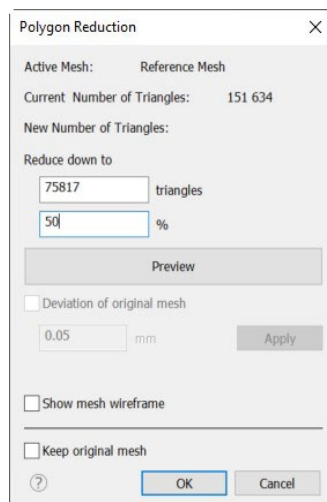 Polygon Reduction
Active Mesh: Reference Mesh
Current Number of Triangles: 151 634
New Number of Triangles:
Reduce down to
75817 triangles
50 %
Preview
Deviation of original mesh
0.05 mm Apply
Show mesh wireframe
Keep original mesh
? OK Cancel